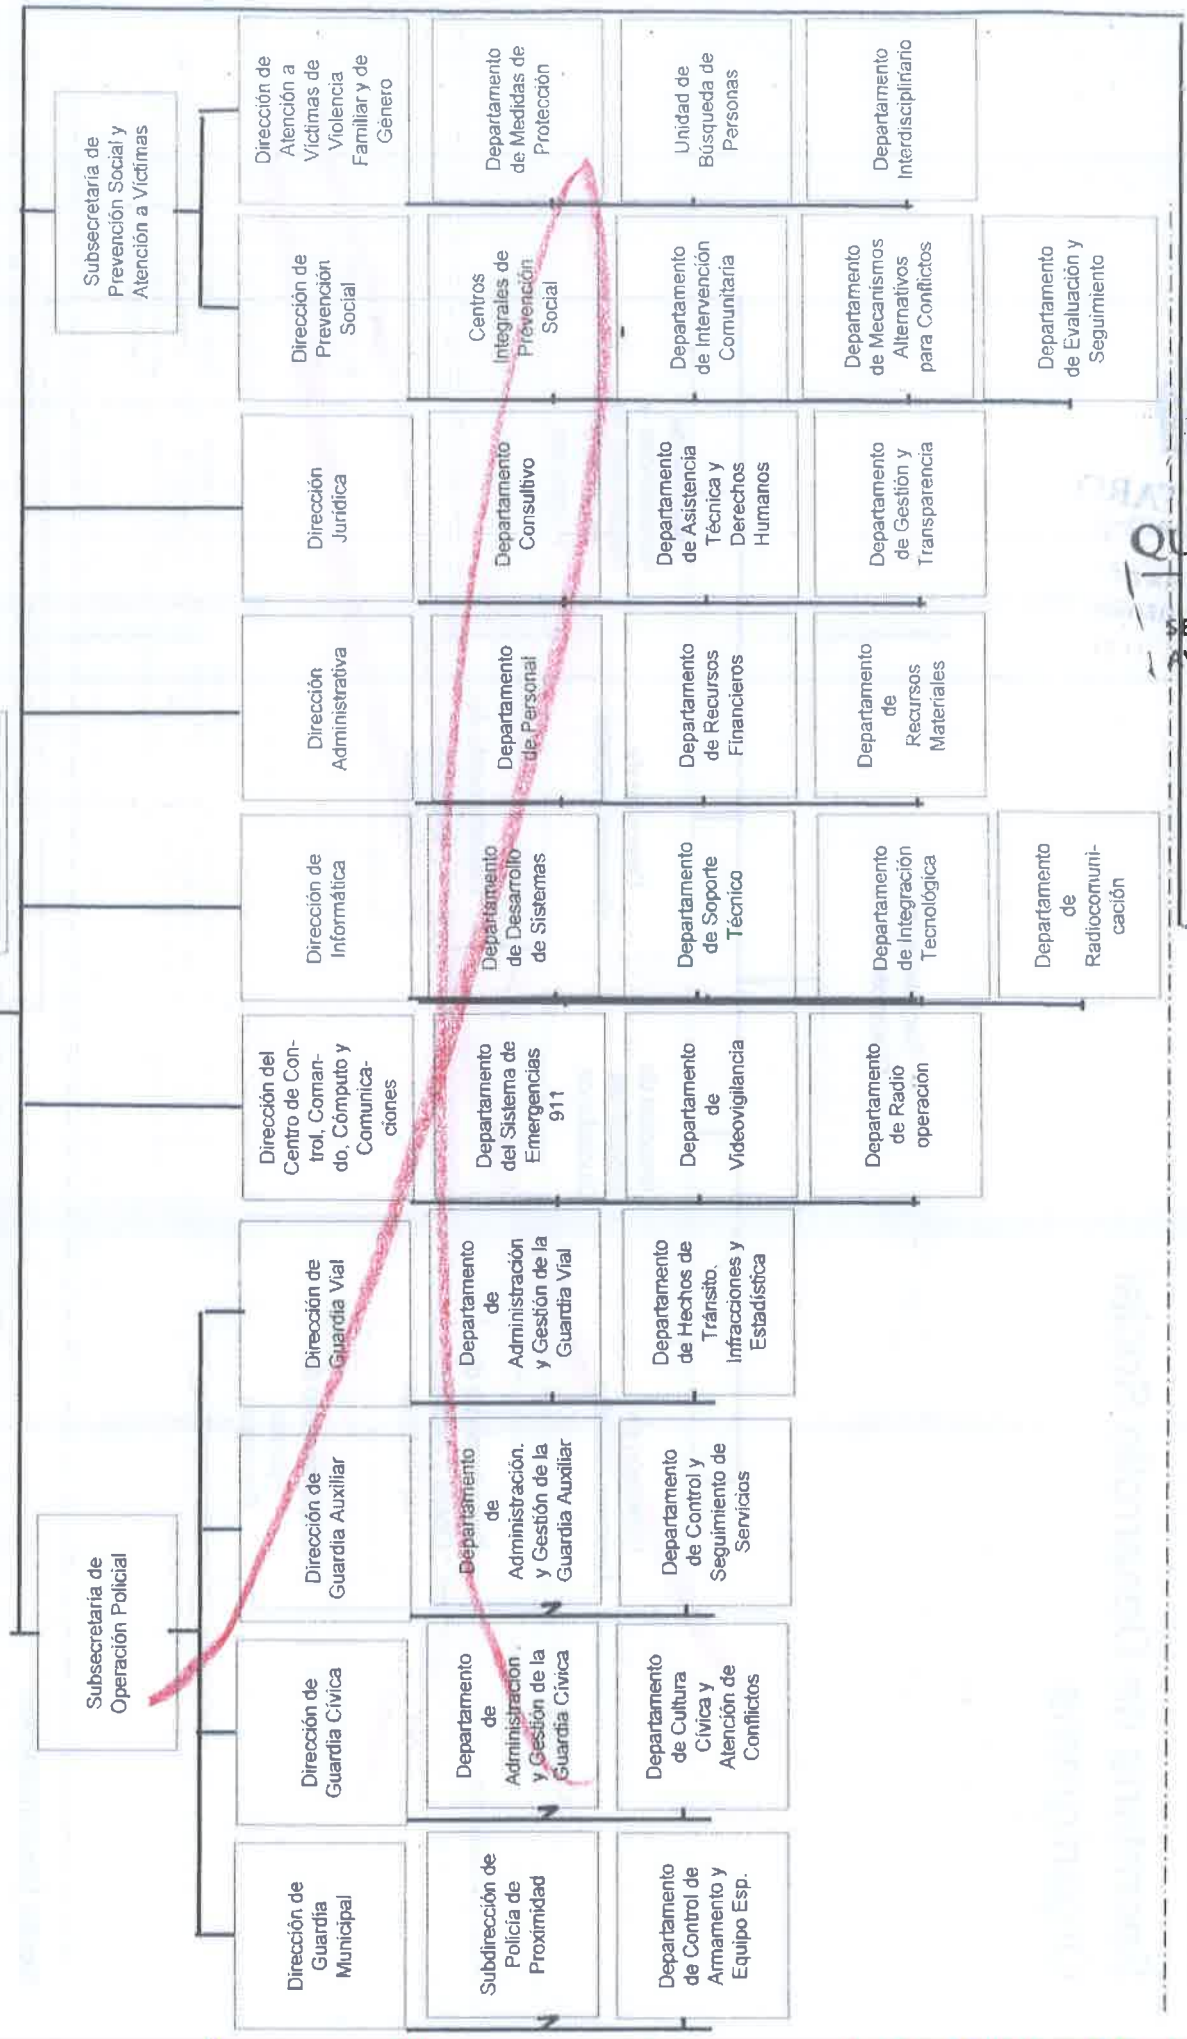 Subsecretaría de
Operación Policial
Subsecretaría de
Prevención Social y
Atención a Víctimas
Dirección de
Guardia
Municipal
Dirección de
Guardia Cívica
Dirección de
Guardia Auxiliar
Dirección de
Guardia Vial
Dirección del
Centro de Con-
trol, Coman-
do, Cómputo y
Comunica-
ciones
Dirección de
Informática
Dirección
Administrativa
Dirección
Jurídica
Dirección de
Prevención
Social
Dirección de
Atención a
Víctimas de
Violencia
Familiar y de
Género
Subdirección de
Policía de
Proximidad
Departamento
de
Administración
y Gestión de la
Guardia Cívica
Departamento
de
Administración.
y Gestión de la
Guardia Auxiliar
Departamento
de
Administración
y Gestión de la
Guardia Vial
Departamento
del Sistema de
Emergencias
911
Departamento
de Desarrollo
de Sistemas
Departamento
de Personal
Departamento
Consultivo
Centros
Integrales de
Prevención
Social
Departamento
de Medidas de
Protección
Departamento
de Control de
Armamento y
Equipo Esp.
Departamento
de Cultura
Cívica y
Atención de
Conflictos
Departamento
de Control y
Seguimiento de
Servicios
Departamento
de Hechos de
Tránsito.
Infracciones y
Estadística
Departamento
de
Videovigilancia
Departamento
de Soporte
Técnico
Departamento
de Recursos
Financieros
Departamento
de Asistencia
Técnica y
Derechos
Humanos
Departamento
de Intervención
Comunitaria
Unidad de
Búsqueda de
Personas
Departamento
de Radio
operación
Departamento
de Integración
Tecnológica
Departamento
de
Recursos
Materiales
Departamento
de Gestión y
Transparencia
Departamento
de Mecanismos
Alternativos
para Conflictos
Departamento
Interdisciplinario
Departamento
de
Radiocomuni-
cación
Departamento
de Evaluación y
Seguimiento
QU